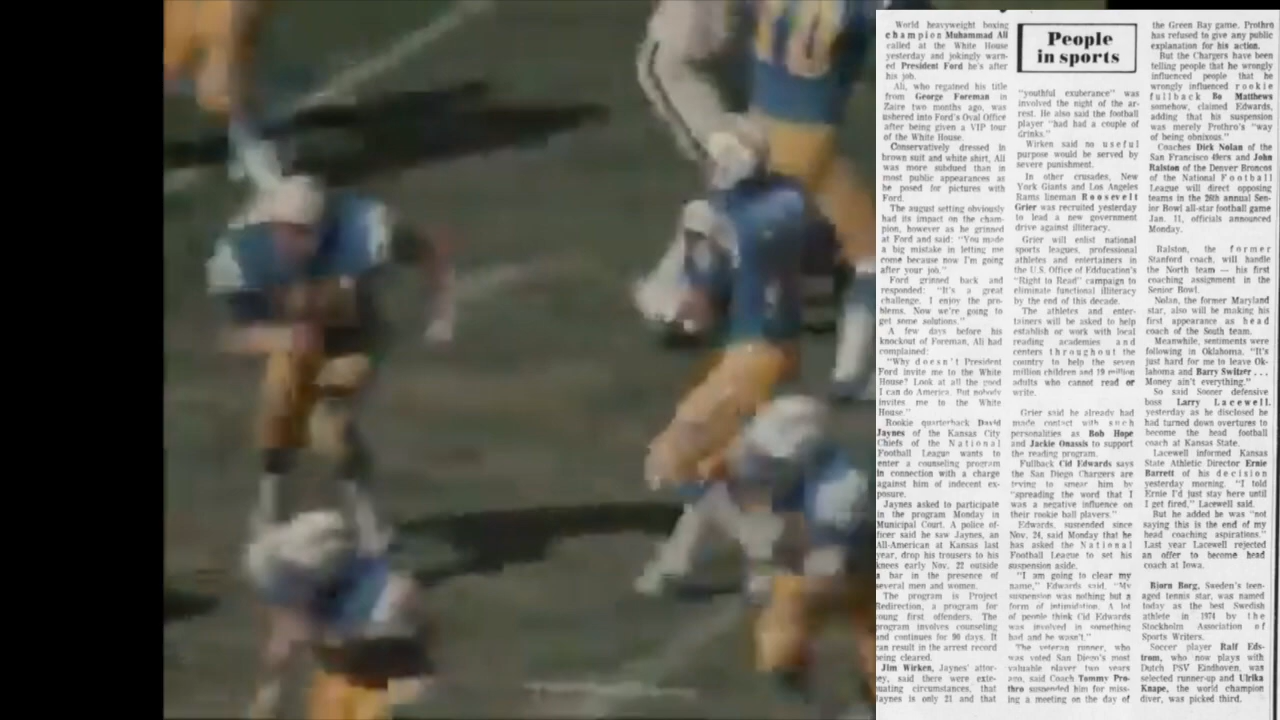 World heavyweight boxing
champion Muhammad Ali
called at the White House
yesterday and jokingly warn-
ed President Ford he's after
his job.
Ali, who regained his title
from George Foreman in
Zaire two months ago, was
ushered into Ford's Oval Office
after being given a VIP tour
of the White House.
Conservatively dressed in
brown suit and white shirt, Ali
was more subdued than in
most public appearances as
he posed for pictures with
Ford.
The august setting obviously
had its impact on the cham-
pion, however as he grinned
at Ford and said: "You made
a big mistake in letting me
come because now I'm going
after your job."
Ford grinned back and
responded: "It's a great
challenge. I enjoy the pro-
blems. Now we're going to
get some solutions."
A few days before his
knockout of Foreman, Ali had
complained:
"Why doesn't President
Ford invite me to the White
House? Look at all the good
I can do America. But nobody
invites me to the White
House."
Rookie quarterback David
Jaynes of the Kansas City
Chiefs of the National
Football League wants to
enter a counseling program
in connection with a charge
against him of indecent ex-
posure.
Jaynes asked to participate
in the program Monday in
Municipal Court. A police of-
ficer said he saw Jaynes, an
All-American at Kansas last
year, drop his trousers to his
knees early Nov. 22 outside
a bar in the presence of
several men and women.
The program is Project
Redirection, a program for
young first offenders. The
program involves counseling
and continues for 90 days. It
can result in the arrest record
being cleared.
Jim Wirken, Jaynes' attor-
ney, said there were exte-
nuating circumstances, that
Jaynes is only 21 and that
People
in sports
"youthful exuberance" was
involved the night of the ar-
rest. He also said the football
player "had had a couple of
drinks."
Wirken said no useful
purpose would be served by
severe punishment.
In other crusades, New
York Giants and Los Angeles
Rams lineman Roosevelt
Grier was recruited yesterday
to lead a new government
drive against illiteracy.
Grier will enlist national
sports leagues, professional
athletes and entertainers in
the U.S. Office of Edducation's
"Right to Read" campaign to
eliminate functional illiteracy
by the end of this decade.
The athletes and enter-
tainers will be asked to help
establish or work with local
reading academies and
centers throughout the
country to help the seven
million children and 19 million
adults who cannot read or
write.
Grier said he already had
made contact with such
personalities as Bob Hope
and Jackie Onassis to support
the reading program.
Fullback Cid Edwards says
the San Diego Chargers are
trying to smear him by
"spreading the word that I
was a negative influence on
their rookie ball players."
Edwards, suspended since
Nov. 24, said Monday that he
has asked the National
Football League to set his
suspension aside.
"I am going to clear my
name," Edwards said. "My
suspension was nothing but a
form of intimidation. A lot
of people think Cid Edwards
was involved in something
bad and he wasn't."
The veteran runner, who
was voted San Diego's most
valuable player two years
ago, said Coach Tommy Pro-
thro suspended him for miss-
ing a meeting on the day of
the Green Bay game. Prothro
has refused to give any public
explanation for his action.
But the Chargers have been
telling people that he wrongly
influenced people that he
wrongly influenced rookie
fullback Bo Matthews
somehow, claimed Edwards,
adding that his suspension
was merely Prothro's "way
of being obnixous."
Coaches Dick Nolan of the
San Francisco 49ers and John
Ralston of the Denver Broncos
of the National Football
League will direct opposing
teams in the 26th annual Sen-
ior Bowl all-star football game
Jan. 11, officials announced
Monday.
Ralston, the former
Stanford coach, will handle
the North team — his first
coaching assignment in the
Senior Bowl.
Nolan, the former Maryland
star, also will be making his
first appearance as head
coach of the South team.
Meanwhile, sentiments were
following in Oklahoma. "It's
just hard for me to leave Ok-
lahoma and Barry Switzer . . .
Money ain't everything."
So said Sooner defensive
boss Larry Lacewell,
yesterday as he disclosed he
had turned down overtures to
become the head football
coach at Kansas State.
Lacewell informed Kansas
State Athletic Director Ernie
Barrett of his decision
yesterday morning. "I told
Ernie I'd just stay here until
I get fired," Lacewell said.
But he added he was "not
saying this is the end of my
head coaching aspirations."
Last year Lacewell rejected
an offer to become head
coach at Iowa.
Bjorn Borg, Sweden's teen-
aged tennis star, was named
today as the best Swedish
athlete in 1974 by the
Stockholm Association of
Sports Writers.
Soccer player Ralf Eds-
trom, who now plays with
Dutch PSV Eindhoven, was
selected runner-up and Ulrika
Knape, the world champion
diver, was picked third.